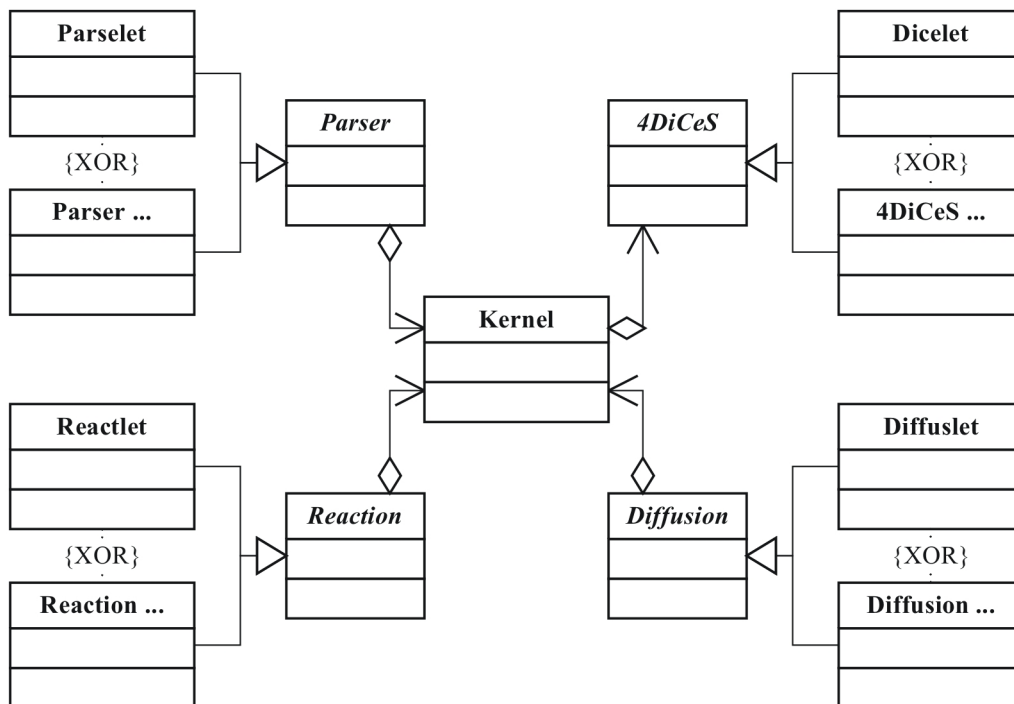 Parselet
Dicelet
Parser
4DiCeS
{XOR}
{XOR}
Parser ...
4DiCeS ...
Kernel
Reactlet
Diffuslet
Reaction
Diffusion
{XOR}
{XOR}
Reaction ...
Diffusion ...